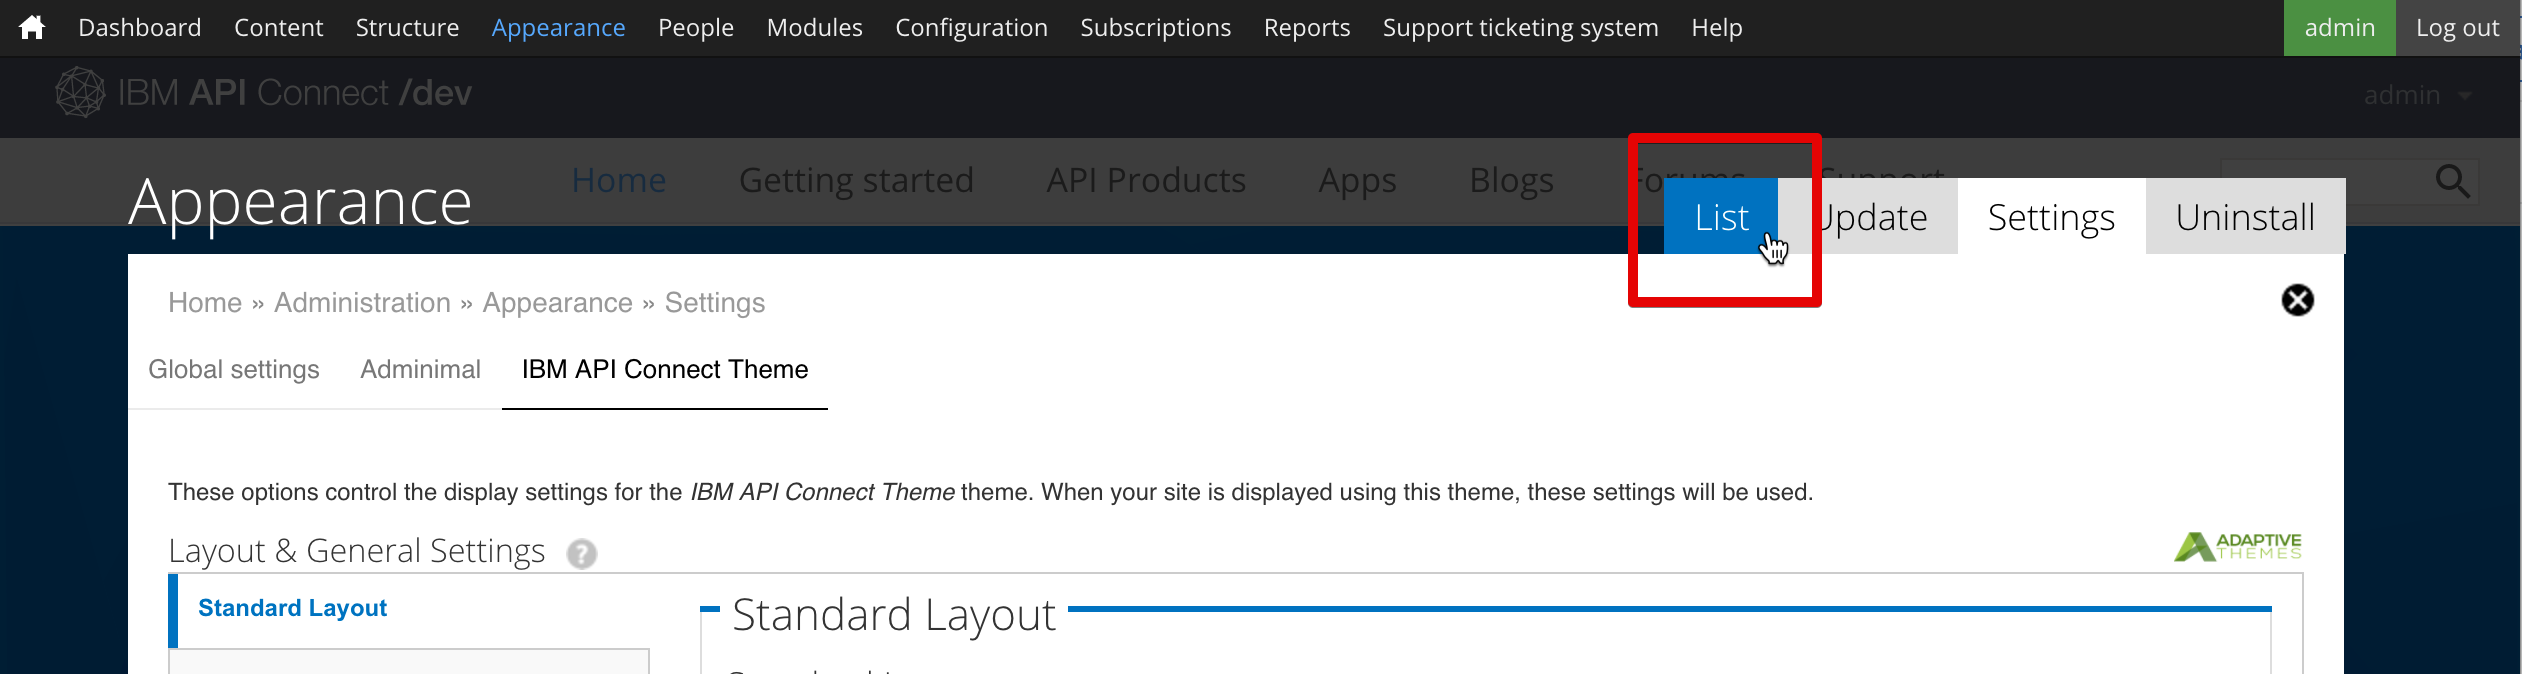 Dashboard Content Structure Appearance People Modules Configuration Subscriptions Reports Support ticketing system Help admin Log out
IBM API Connect /dev admin
Home Getting started API Products Apps Blogs Forums Support
Appearance
List Update Settings Uninstall
Home » Administration » Appearance » Settings
Global settings Adminimal IBM API Connect Theme
These options control the display settings for the IBM API Connect Theme theme. When your site is displayed using this theme, these settings will be used.
Layout & General Settings ?
ADAPTIVE
THEMES
Standard Layout
Standard Layout